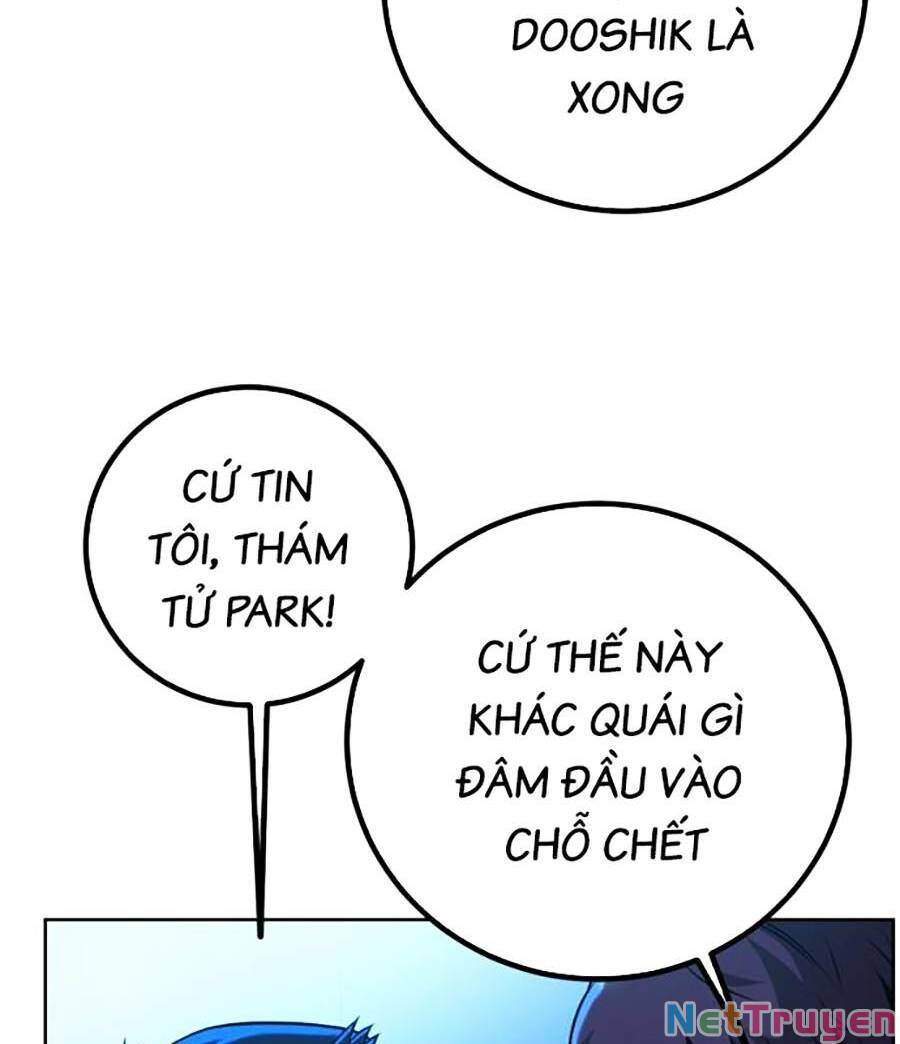 DOOSHIK LÀ
XONG
CỨ TIN
TÔI, THÁM
TỬ PARK!
CỨ THẾ NÀY
KHÁC QUÁI GÌ
ĐÂM ĐẦU VÀO
CHỖ CHẾT
NetTruyen